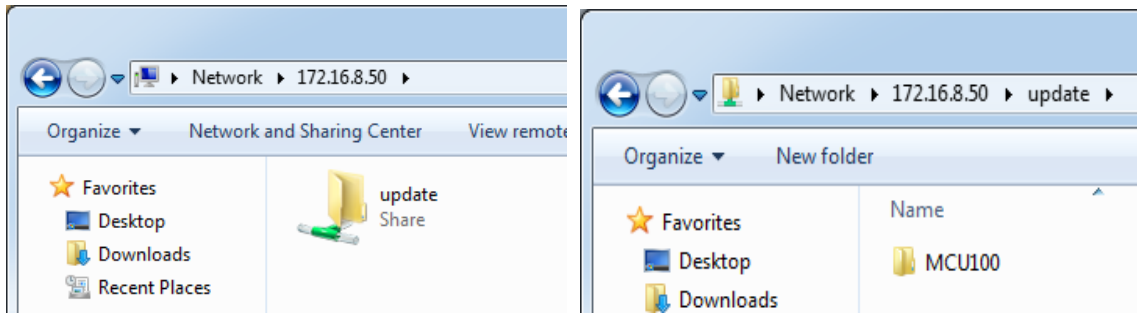 Network 172.16.8.50
Organize Network and Sharing Center View remote
Favorites
Desktop
Downloads
Recent Places
update
Share
Network 172.16.8.50 update
Organize New folder
Favorites
Desktop
Downloads
Name
MCU100